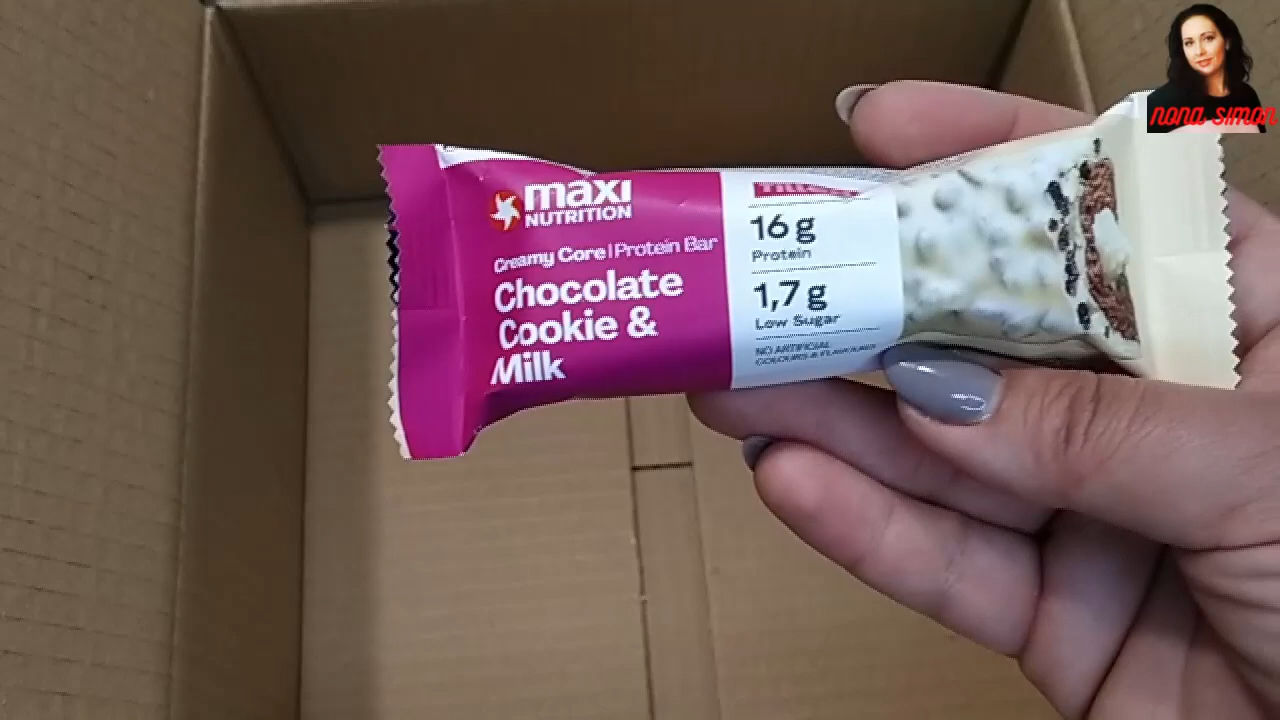 maxi
NUTRITION
Creamy Core | Protein Bar
Chocolate
Cookie &
Milk
16 g
Protein
1,7 g
Low Sugar
NO ARTIFICIAL
COLOURS & FLAVOURS
nona simon